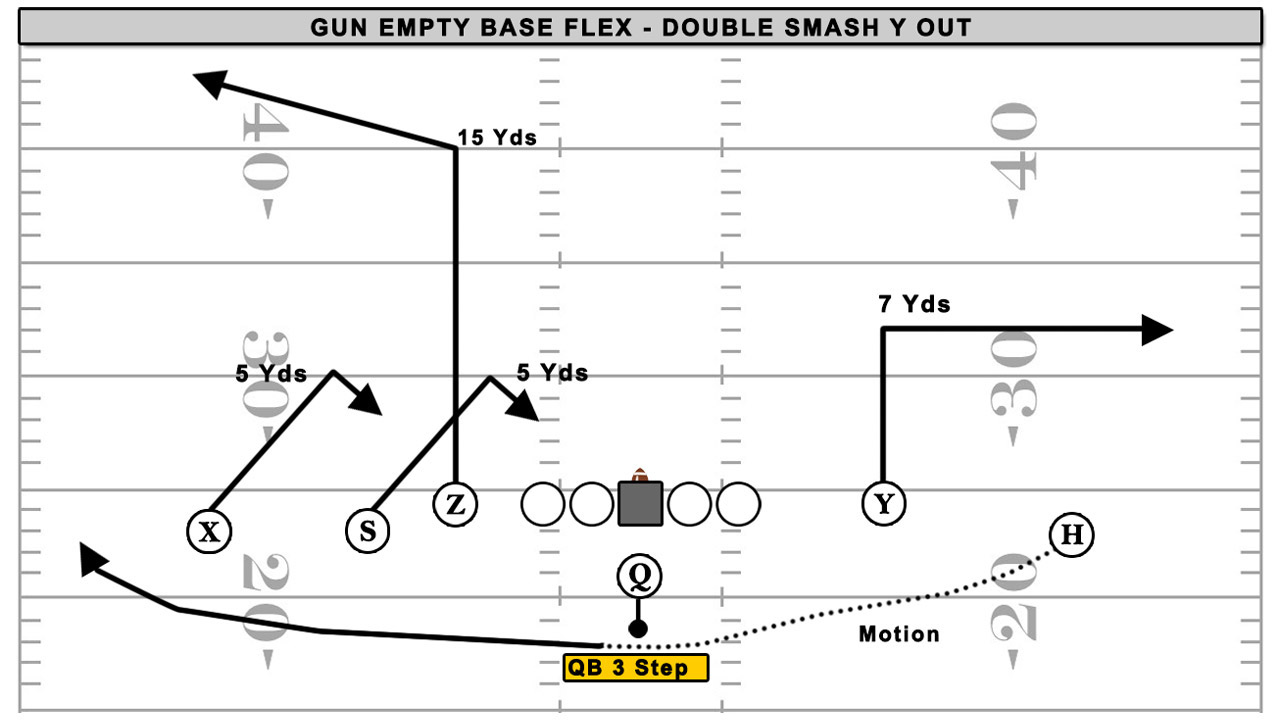 GUN EMPTY BASE FLEX - DOUBLE SMASH Y OUT
15 Yds
40
40
7 Yds
5 Yds
5 Yds
30
30
X
S
Z
Y
H
Q
20
20
Motion
QB 3 Step